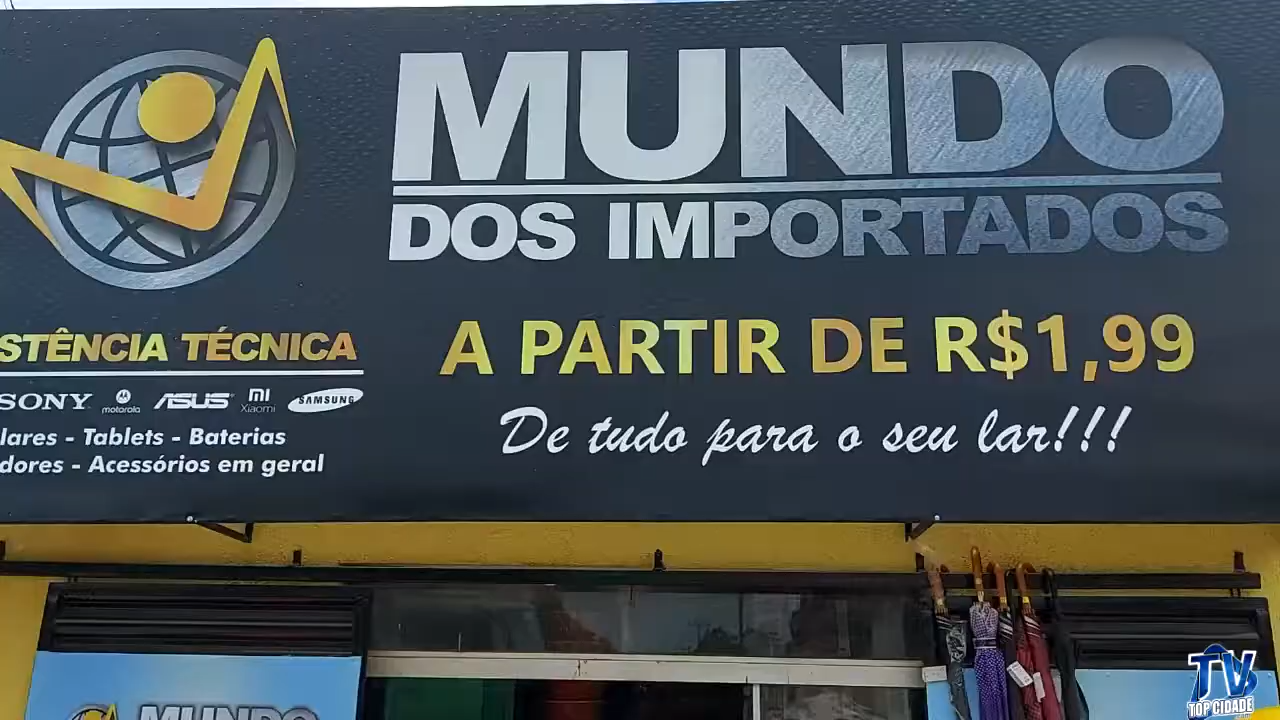 MUNDO
DOS IMPORTADOS
STÊNCIA TÉCNICA
SONY motorola ASUS MI Xiaomi SAMSUNG
lares - Tablets - Baterias
dores - Acessórios em geral
A PARTIR DE R$1,99
De tudo para o seu lar!!!
MUNDO
TV
TOP CIDADE